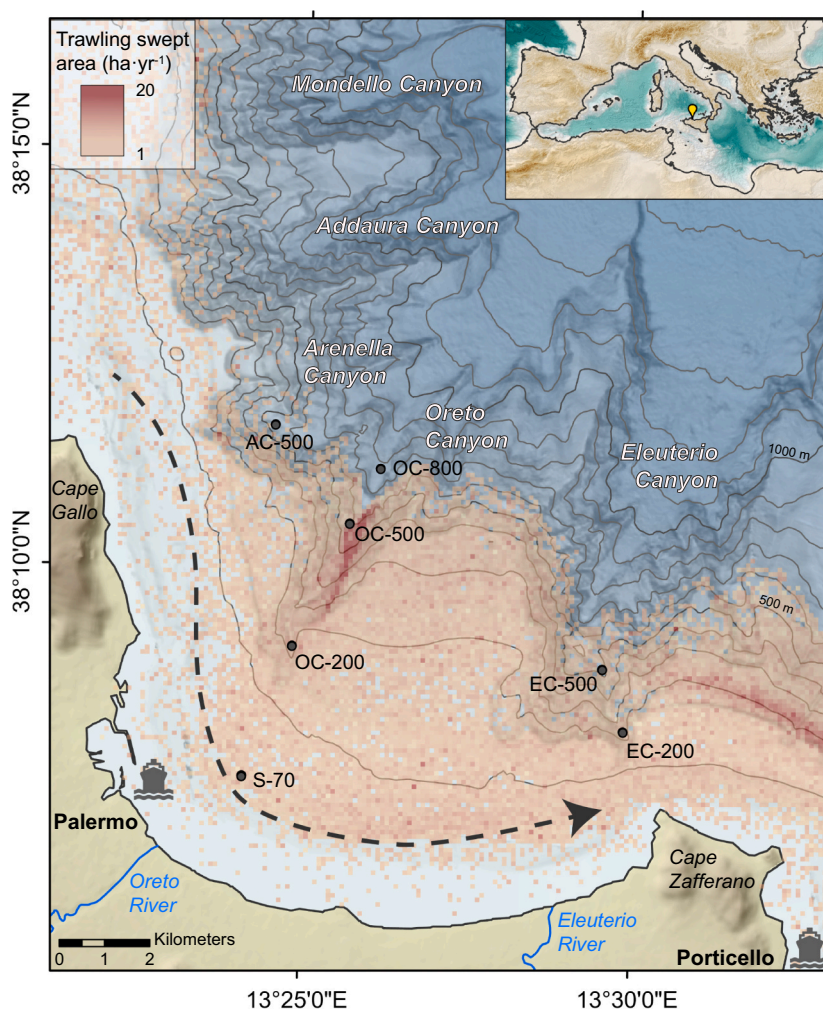 Trawling swept
area (ha·yr⁻¹)
20
1
Mondello Canyon
38°15'0"N
Addaura Canyon
Arenella
Canyon
Oreto
Canyon
Eleuterio
Canyon
1000 m
AC-500
OC-800
Cape
Gallo
OC-500
38°10'0"N
500 m
OC-200
EC-500
EC-200
S-70
Palermo
Oreto
River
Cape
Zafferano
Eleuterio
River
Kilometers
0 1 2
Porticello
13°25'0"E
13°30'0"E